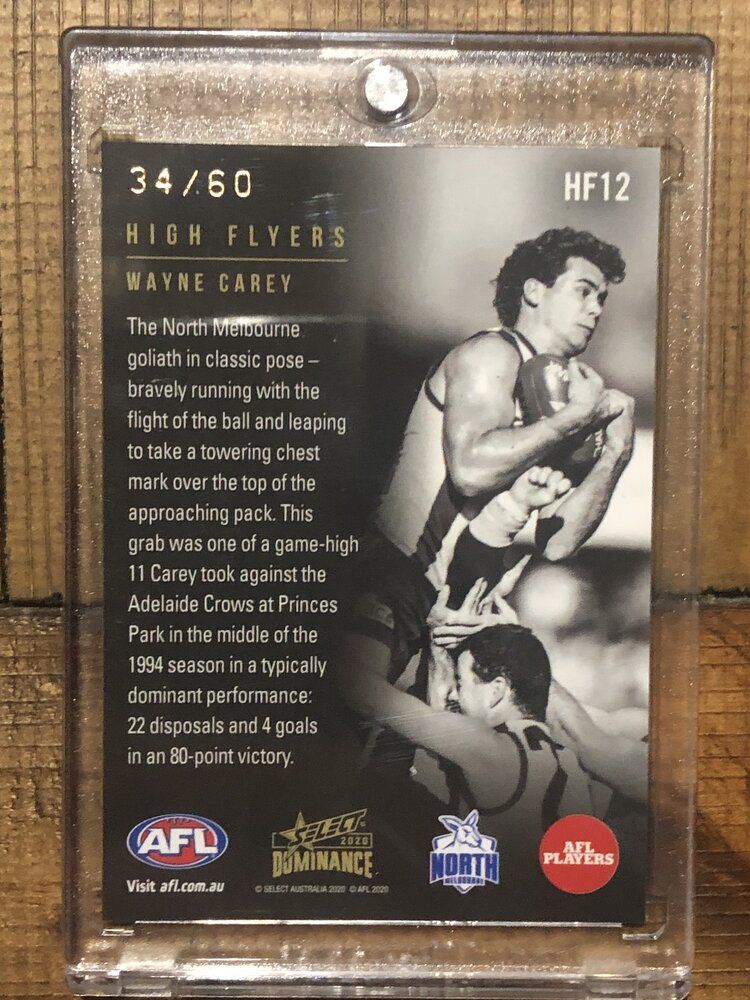 34/60
HF12
HIGH FLYERS
WAYNE CAREY
The North Melbourne
goliath in classic pose –
bravely running with the
flight of the ball and leaping
to take a towering chest
mark over the top of the
approaching pack. This
grab was one of a game-high
11 Carey took against the
Adelaide Crows at Princes
Park in the middle of the
1994 season in a typically
dominant performance:
22 disposals and 4 goals
in an 80-point victory.
AFL
Visit afl.com.au
SELECT
2020
DOMINANCE
© SELECT AUSTRALIA 2020 © AFL 2020
NORTH
MELBOURNE
AFL
PLAYERS